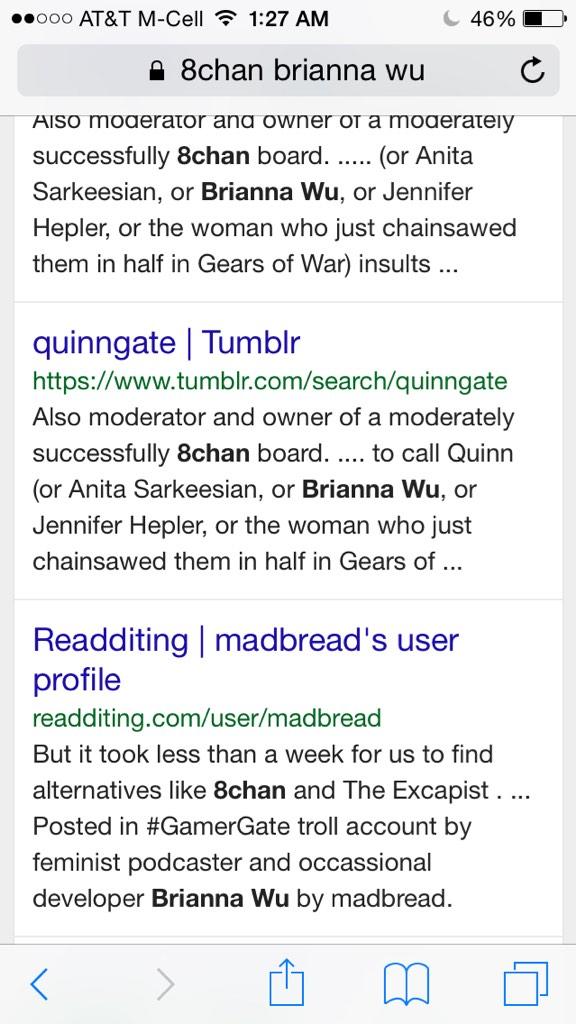 AT&T M-Cell 1:27 AM 46%
8chan brianna wu
Also moderator and owner of a moderately
successfully 8chan board. ..... (or Anita
Sarkeesian, or Brianna Wu, or Jennifer
Hepler, or the woman who just chainsawed
them in half in Gears of War) insults ...
quinngate | Tumblr
https://www.tumblr.com/search/quinngate
Also moderator and owner of a moderately
successfully 8chan board. .... to call Quinn
(or Anita Sarkeesian, or Brianna Wu, or
Jennifer Hepler, or the woman who just
chainsawed them in half in Gears of ...
Readditing | madbread's user
profile
readditing.com/user/madbread
But it took less than a week for us to find
alternatives like 8chan and The Excapist . ...
Posted in #GamerGate troll account by
feminist podcaster and occassional
developer Brianna Wu by madbread.